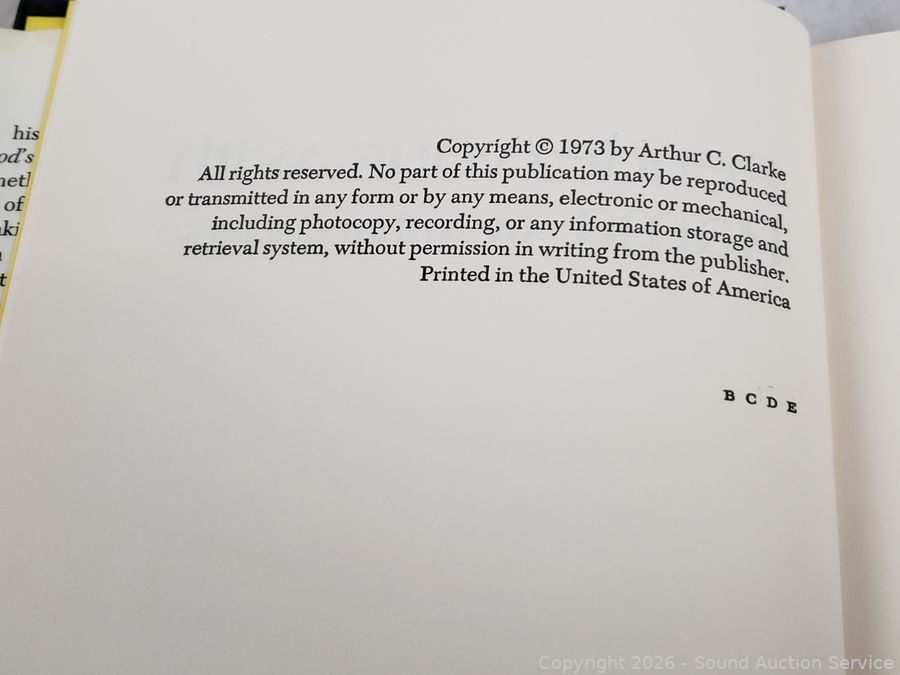 his
od's
of
Copyright © 1973 by Arthur C. Clarke
All rights reserved. No part of this publication may be reproduced
or transmitted in any form or by any means, electronic or mechanical,
including photocopy, recording, or any information storage and
retrieval system, without permission in writing from the publisher.
Printed in the United States of America
B C D E
Copyright 2026 - Sound Auction Service